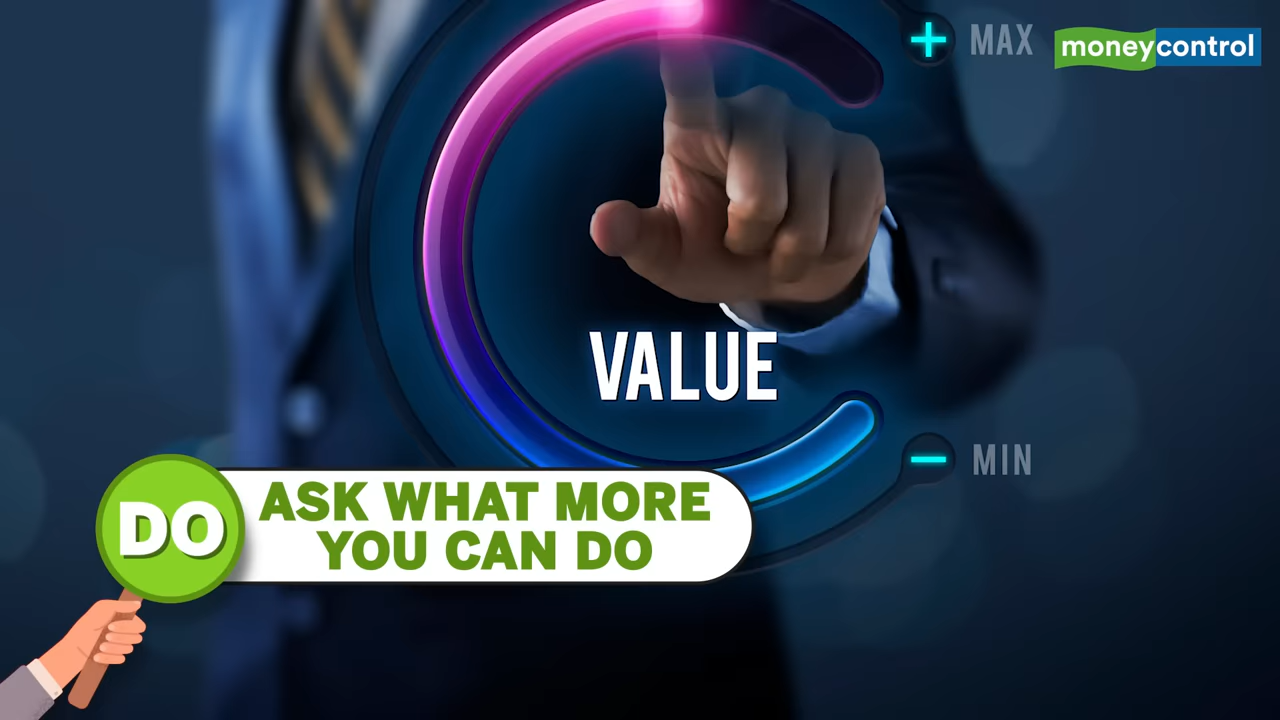 MAX
moneycontrol
VALUE
MIN
DO
ASK WHAT MORE
YOU CAN DO